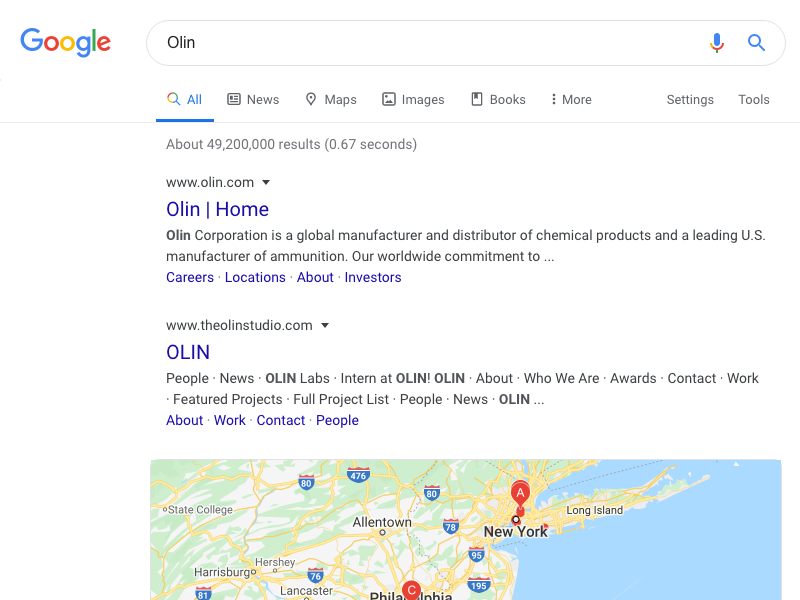 Google
Olin
All
News
Maps
Images
Books
More
Settings
Tools
About 49,200,000 results (0.67 seconds)
www.olin.com
Olin | Home
Olin Corporation is a global manufacturer and distributor of chemical products and a leading U.S.
manufacturer of ammunition. Our worldwide commitment to ...
Careers · Locations · About · Investors
www.theolinstudio.com
OLIN
People · News · OLIN Labs · Intern at OLIN! OLIN · About · Who We Are · Awards · Contact · Work
· Featured Projects · Full Project List · People · News · OLIN ...
About · Work · Contact · People
476
80
80
A
State College
Long Island
Allentown
78
New York
95
Hershey
Harrisburg
76
195
Lancaster
C
Philadelphia
81